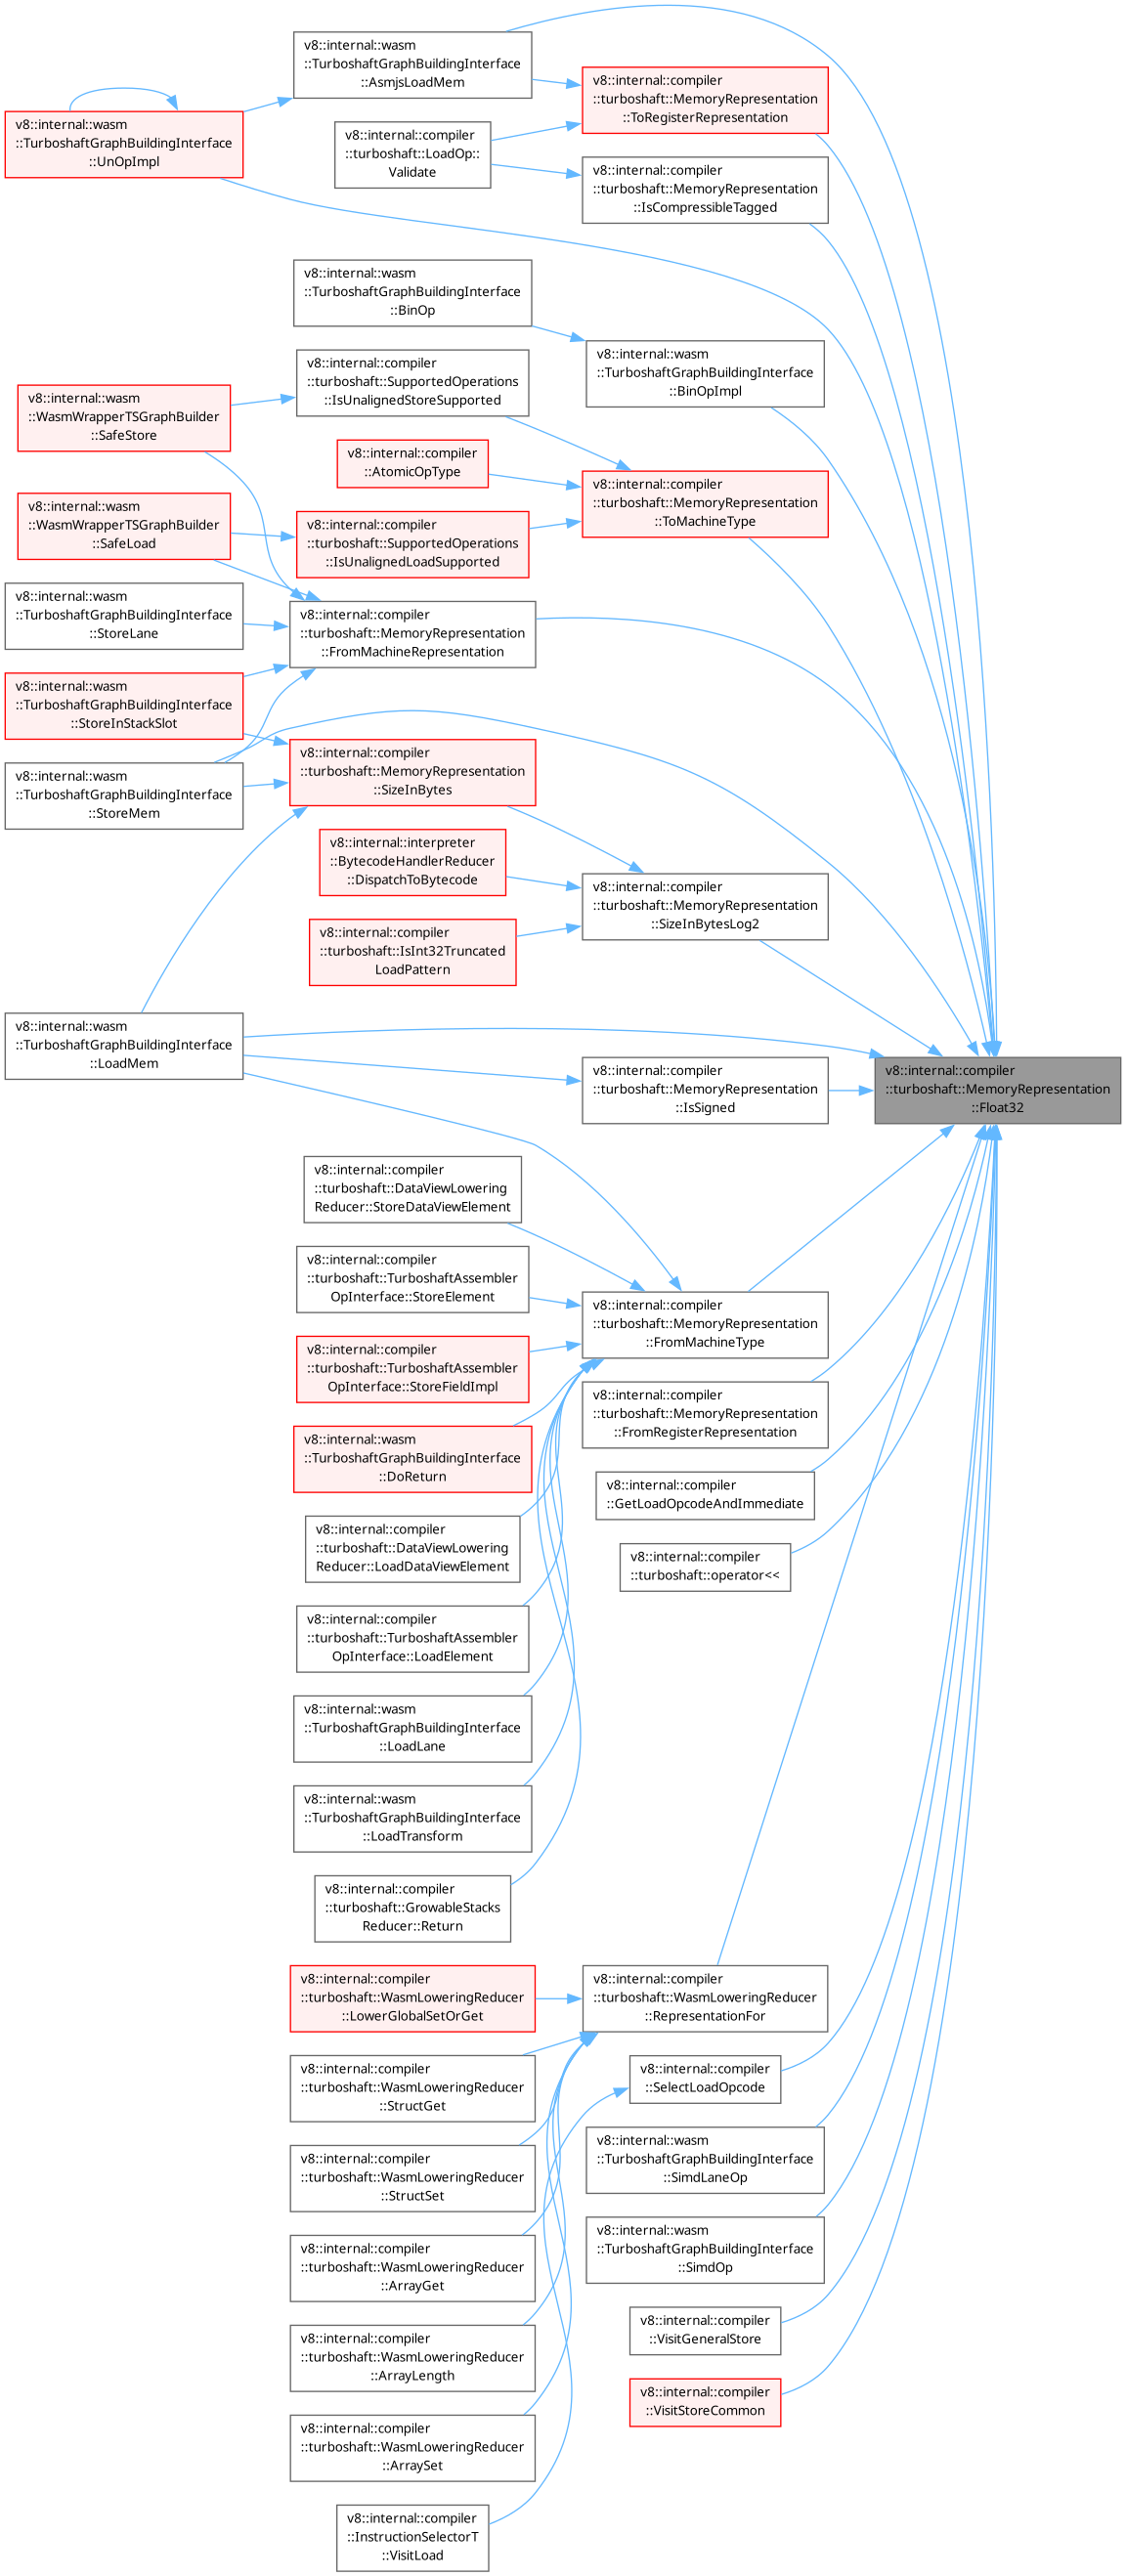 v8::internal::wasm
::TurboshaftGraphBuildingInterface
::AsmjsLoadMem
v8::internal::compiler
::turboshaft::MemoryRepresentation
::ToRegisterRepresentation
v8::internal::wasm
::TurboshaftGraphBuildingInterface
::UnOpImpl
v8::internal::compiler
::turboshaft::LoadOp::
Validate
v8::internal::compiler
::turboshaft::MemoryRepresentation
::IsCompressibleTagged
v8::internal::wasm
::TurboshaftGraphBuildingInterface
::BinOp
v8::internal::wasm
::TurboshaftGraphBuildingInterface
::BinOpImpl
v8::internal::compiler
::turboshaft::SupportedOperations
::IsUnalignedStoreSupported
v8::internal::wasm
::WasmWrapperTSGraphBuilder
::SafeStore
v8::internal::compiler
::AtomicOpType
v8::internal::compiler
::turboshaft::MemoryRepresentation
::ToMachineType
v8::internal::wasm
::WasmWrapperTSGraphBuilder
::SafeLoad
v8::internal::compiler
::turboshaft::SupportedOperations
::IsUnalignedLoadSupported
v8::internal::wasm
::TurboshaftGraphBuildingInterface
::StoreLane
v8::internal::compiler
::turboshaft::MemoryRepresentation
::FromMachineRepresentation
v8::internal::wasm
::TurboshaftGraphBuildingInterface
::StoreInStackSlot
v8::internal::compiler
::turboshaft::MemoryRepresentation
::SizeInBytes
v8::internal::wasm
::TurboshaftGraphBuildingInterface
::StoreMem
v8::internal::interpreter
::BytecodeHandlerReducer
::DispatchToBytecode
v8::internal::compiler
::turboshaft::MemoryRepresentation
::SizeInBytesLog2
v8::internal::compiler
::turboshaft::IsInt32Truncated
LoadPattern
v8::internal::wasm
::TurboshaftGraphBuildingInterface
::LoadMem
v8::internal::compiler
::turboshaft::MemoryRepresentation
::IsSigned
v8::internal::compiler
::turboshaft::MemoryRepresentation
::Float32
v8::internal::compiler
::turboshaft::DataViewLowering
Reducer::StoreDataViewElement
v8::internal::compiler
::turboshaft::TurboshaftAssembler
OpInterface::StoreElement
v8::internal::compiler
::turboshaft::MemoryRepresentation
::FromMachineType
v8::internal::compiler
::turboshaft::TurboshaftAssembler
OpInterface::StoreFieldImpl
v8::internal::compiler
::turboshaft::MemoryRepresentation
::FromRegisterRepresentation
v8::internal::wasm
::TurboshaftGraphBuildingInterface
::DoReturn
v8::internal::compiler
::GetLoadOpcodeAndImmediate
v8::internal::compiler
::turboshaft::DataViewLowering
Reducer::LoadDataViewElement
v8::internal::compiler
::turboshaft::operator<<
v8::internal::compiler
::turboshaft::TurboshaftAssembler
OpInterface::LoadElement
v8::internal::wasm
::TurboshaftGraphBuildingInterface
::LoadLane
v8::internal::wasm
::TurboshaftGraphBuildingInterface
::LoadTransform
v8::internal::compiler
::turboshaft::GrowableStacks
Reducer::Return
v8::internal::compiler
::turboshaft::WasmLoweringReducer
::LowerGlobalSetOrGet
v8::internal::compiler
::turboshaft::WasmLoweringReducer
::RepresentationFor
v8::internal::compiler
::turboshaft::WasmLoweringReducer
::StructGet
v8::internal::compiler
::SelectLoadOpcode
v8::internal::compiler
::turboshaft::WasmLoweringReducer
::StructSet
v8::internal::wasm
::TurboshaftGraphBuildingInterface
::SimdLaneOp
v8::internal::compiler
::turboshaft::WasmLoweringReducer
::ArrayGet
v8::internal::wasm
::TurboshaftGraphBuildingInterface
::SimdOp
v8::internal::compiler
::turboshaft::WasmLoweringReducer
::ArrayLength
v8::internal::compiler
::VisitGeneralStore
v8::internal::compiler
::VisitStoreCommon
v8::internal::compiler
::turboshaft::WasmLoweringReducer
::ArraySet
v8::internal::compiler
::InstructionSelectorT
::VisitLoad